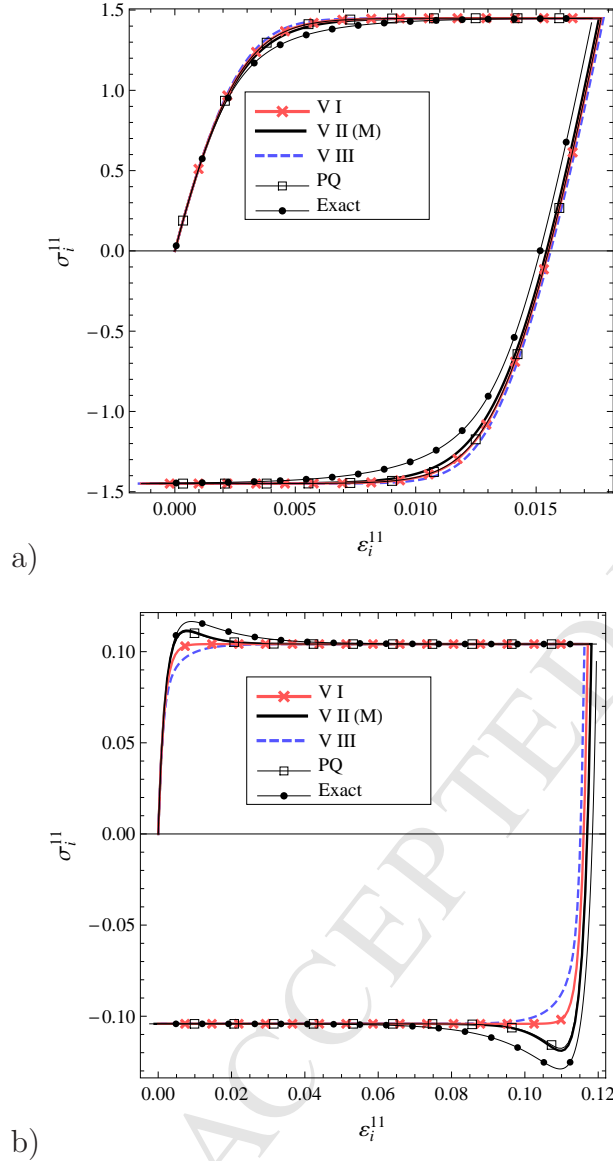 1.5
1.0
0.5
0.0
−0.5
−1.0
−1.5
σ_i^11
V I
V II (M)
V III
PQ
Exact
0.000 0.005 0.010 0.015
ε_i^11
a)
0.10
0.05
0.00
−0.05
−0.10
σ_i^11
V I
V II (M)
V III
PQ
Exact
0.00 0.02 0.04 0.06 0.08 0.10 0.12
ε_i^11
b)
ACCEPTED